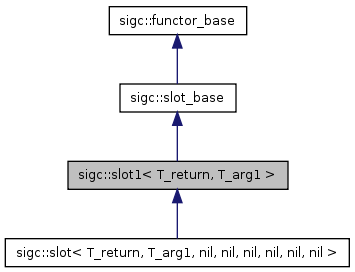 sigc::functor_base
sigc::slot_base
sigc::slot1< T_return, T_arg1 >
sigc::slot< T_return, T_arg1, nil, nil, nil, nil, nil, nil >